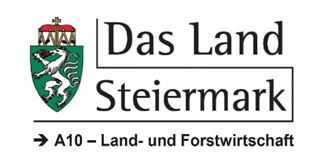 Das Land
Steiermark
➔ A10 – Land- und Forstwirtschaft